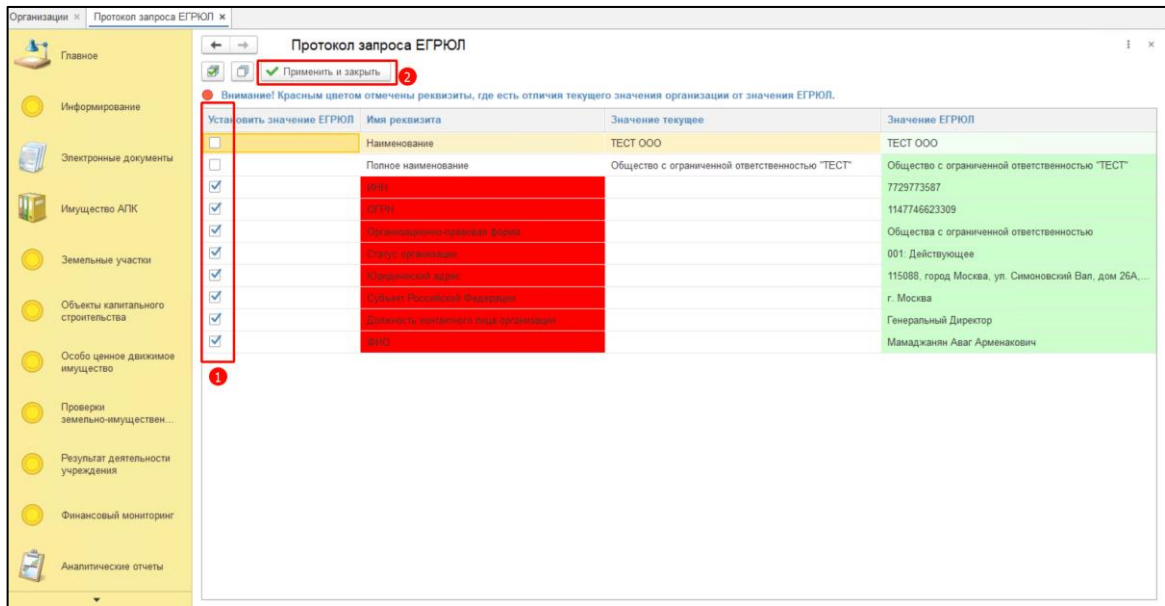 Организации ×
Протокол запроса ЕГРЮЛ ×
Главное
Информирование
Электронные документы
Имущество АПК
Земельные участки
Объекты капитального
строительства
Особо ценное движимое
имущество
Проверки
земельно-имуществен...
Результат деятельности
учреждения
Финансовый мониторинг
Аналитические отчеты
Протокол запроса ЕГРЮЛ
Применить и закрыть
2
Внимание! Красным цветом отмечены реквизиты, где есть отличия текущего значения организации от значения ЕГРЮЛ.
Установить значение ЕГРЮЛ Имя реквизита Значение текущее Значение ЕГРЮЛ
Наименование ТЕСТ ООО ТЕСТ ООО
Полное наименование Общество с ограниченной ответственностью "ТЕСТ" Общество с ограниченной ответственностью "ТЕСТ"
ИНН 7729773587
ОГРН 1147746623309
Организационно-правовая форма Общества с ограниченной ответственностью
Статус организации 001: Действующее
Юридический адрес 115088, город Москва, ул. Симоновский Вал, дом 26А,...
Субъект Российской Федерации г. Москва
Должность контактного лица организации Генеральный Директор
ФИО Мамаджанян Аваг Арменакович
1